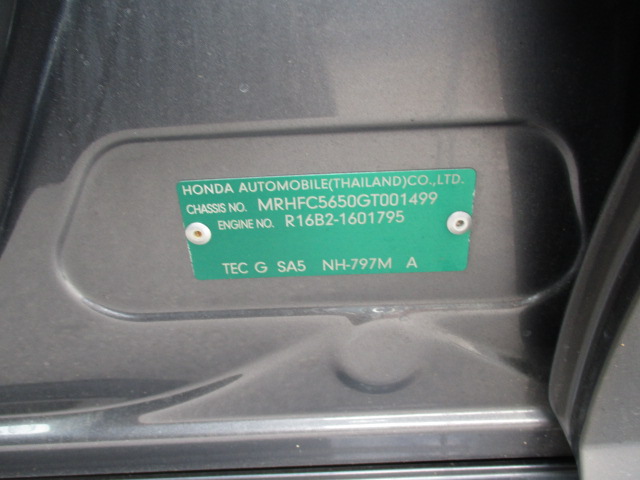 HONDA AUTOMOBILE(THAILAND)CO.,LTD.
CHASSIS NO. MRHFC5650GT001499
ENGINE NO. R16B2-1601795
TEC G SA5 NH-797M A